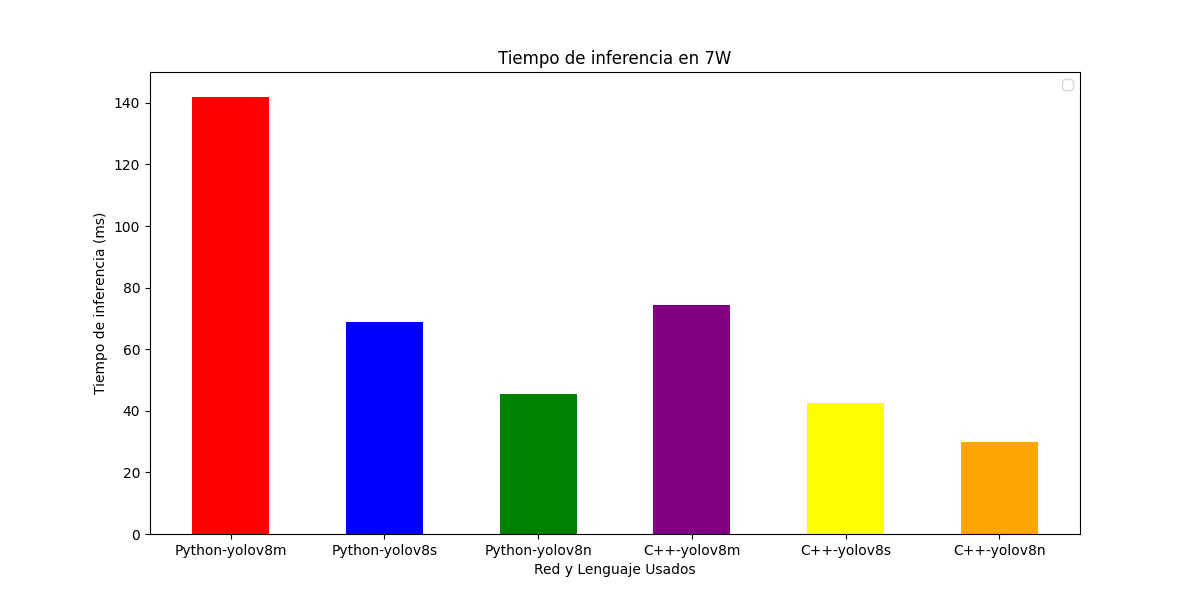 Tiempo de inferencia en 7W
Tiempo de inferencia (ms)
140
120
100
80
60
40
20
0
Python-yolov8m Python-yolov8s Python-yolov8n C++-yolov8m C++-yolov8s C++-yolov8n
Red y Lenguaje Usados